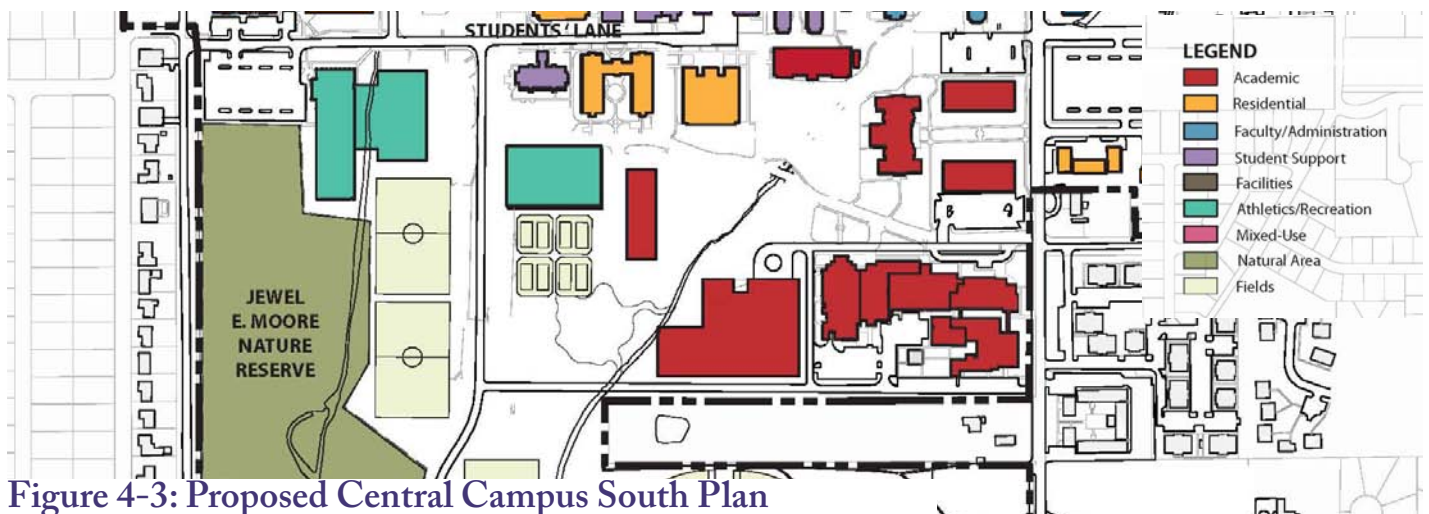 STUDENTS' LANE
LEGEND
Academic
Residential
Faculty/Administration
Student Support
Facilities
Athletics/Recreation
Mixed-Use
Natural Area
Fields
JEWEL
E. MOORE
NATURE
RESERVE
Figure 4-3: Proposed Central Campus South Plan